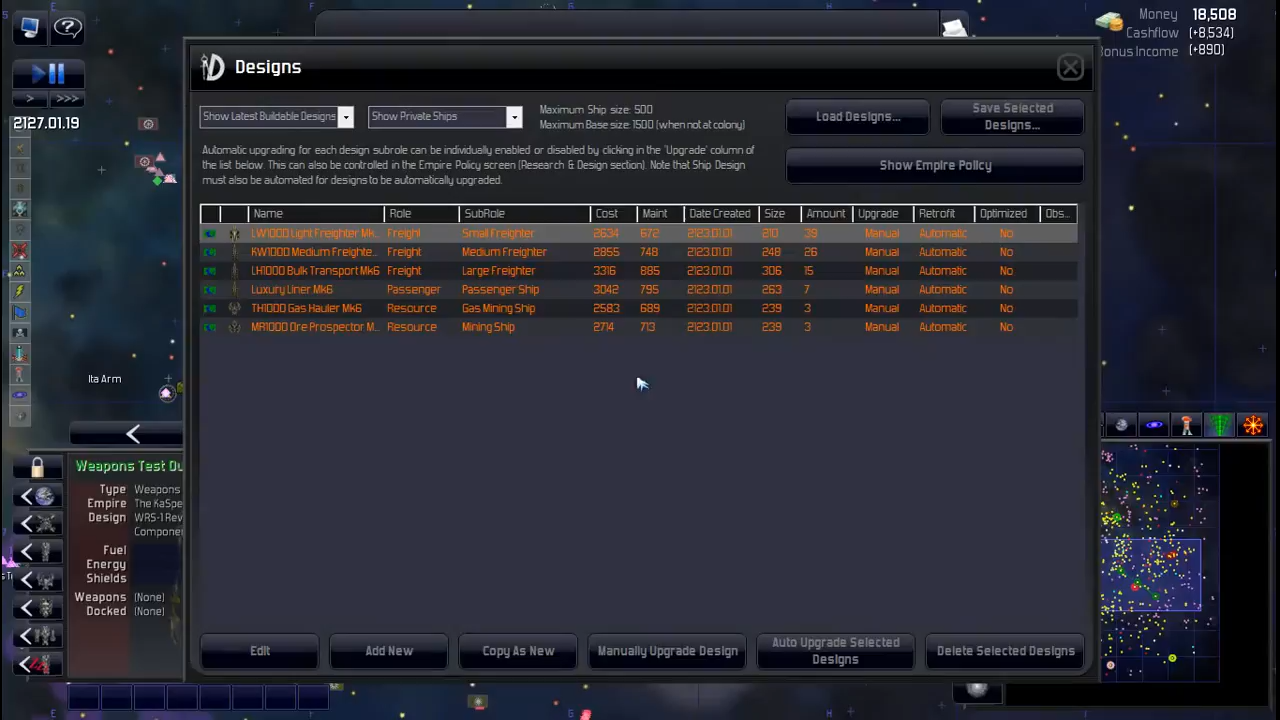 Money 18,508
Cashflow (+8,534)
Bonus Income (+890)
Designs
Show Latest Buildable Designs
Show Private Ships
Maximum Ship size: 500
Maximum Base size: 1500 (when not at colony)
Load Designs...
Save Selected
Designs...
2127.01.19
Automatic upgrading for each design subrole can be individually enabled or disabled by clicking in the 'Upgrade' column of
the list below. This can also be controlled in the Empire Policy screen (Research & Design section). Note that Ship Design
must also be automated for designs to be automatically upgraded.
Show Empire Policy
Name Role SubRole Cost Maint Date Created Size Amount Upgrade Retrofit Optimized Obs...
LW1000 Light Freighter Mk... Freight Small Freighter 2634 672 2123.01.01 210 39 Manual Automatic No
KW1000 Medium Freighte... Freight Medium Freighter 2855 748 2123.01.01 248 26 Manual Automatic No
LH1000 Bulk Transport Mk6 Freight Large Freighter 3316 885 2123.01.01 306 15 Manual Automatic No
Luxury Liner Mk6 Passenger Passenger Ship 3042 795 2123.01.01 263 7 Manual Automatic No
TH1000 Gas Hauler Mk6 Resource Gas Mining Ship 2583 689 2123.01.01 239 3 Manual Automatic No
MR1000 Ore Prospector M... Resource Mining Ship 2714 713 2123.01.01 239 3 Manual Automatic No
Ita Arm
Weapons Test Ou
Type Weapons
Empire The KaSpe
Design WRS-1 Rev
Component
Fuel
Energy
Shields
Weapons (None)
Docked (None)
Edit
Add New
Copy As New
Manually Upgrade Design
Auto Upgrade Selected
Designs
Delete Selected Designs